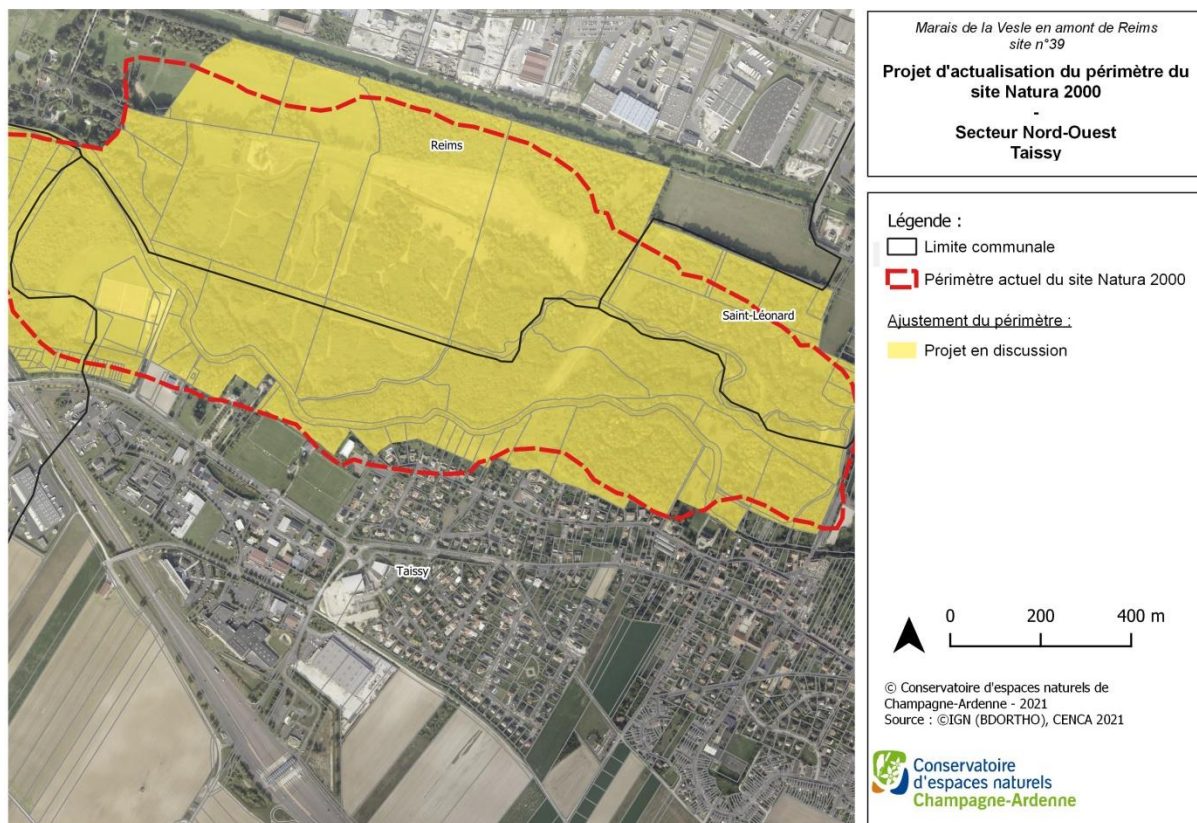 Marais de la Vesle en amont de Reims
site n°39
Projet d'actualisation du périmètre du
site Natura 2000
-
Secteur Nord-Ouest
Taissy
Reims
Saint-Léonard
Taissy
Légende :
Limite communale
Périmètre actuel du site Natura 2000
Ajustement du périmètre :
Projet en discussion
0 200 400 m
© Conservatoire d'espaces naturels de
Champagne-Ardenne - 2021
Source : ©IGN (BDORTHO), CENCA 2021
Conservatoire
d'espaces naturels
Champagne-Ardenne